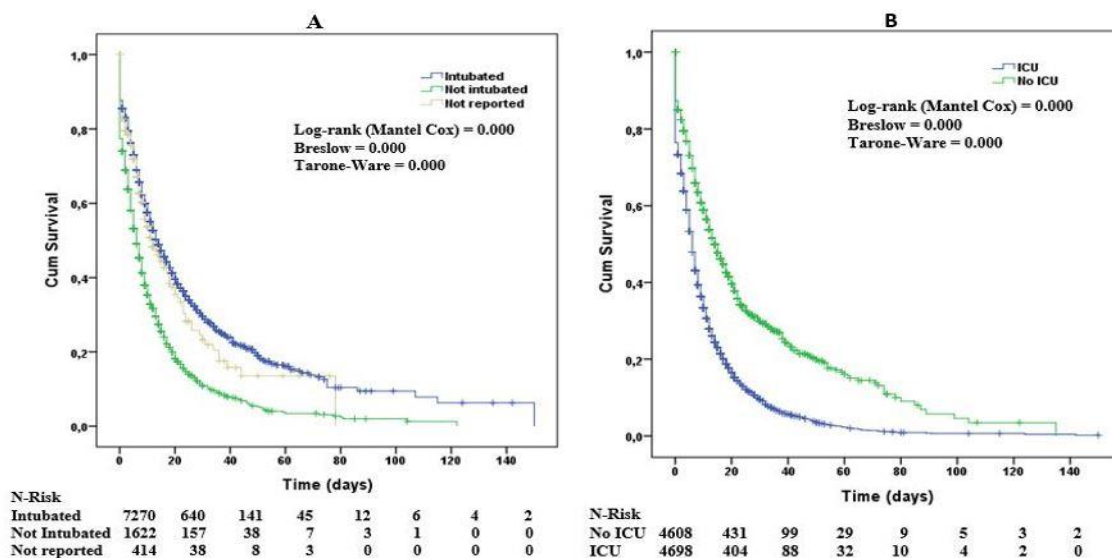 A
Cum Survival
1,0
0,8
0,6
0,4
0,2
0,0
Intubated
Not intubated
Not reported
Log-rank (Mantel Cox) = 0.000
Breslow = 0.000
Tarone-Ware = 0.000
0 20 40 60 80 100 120 140
Time (days)
N-Risk
Intubated 7270 640 141 45 12 6 4 2
Not Intubated 1622 157 38 7 3 1 0 0
Not reported 414 38 8 3 0 0 0 0
B
Cum Survival
1,0
0,8
0,6
0,4
0,2
0,0
ICU
No ICU
Log-rank (Mantel Cox) = 0.000
Breslow = 0.000
Tarone-Ware = 0.000
0 20 40 60 80 100 120 140
Time (days)
N-Risk
No ICU 4608 431 99 29 9 5 3 2
ICU 4698 404 88 32 10 0 0 0